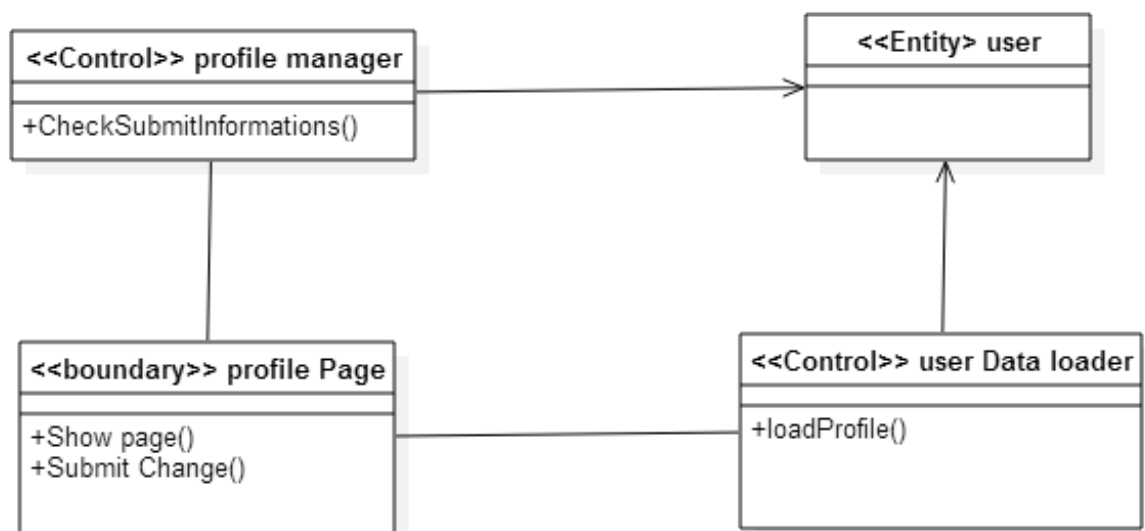 <<Control>> profile manager
+CheckSubmitInformations()
<<Entity> user
<<boundary>> profile Page
+Show page()
+Submit Change()
<<Control>> user Data loader
+loadProfile()